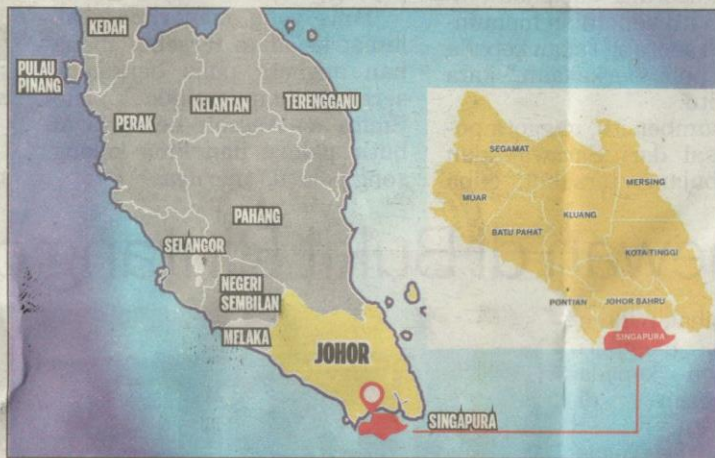 KEDAH
PULAU
PINANG
PERAK
KELANTAN
TERENGGANU
PAHANG
SELANGOR
NEGERI
SEMBILAN
MELAKA
JOHOR
SINGAPURA
SEGAMAT
MERSING
MUAR
KLUANG
BATU PAHAT
KOTA TINGGI
PONTIAN
JOHOR BAHRU
SINGAPURA